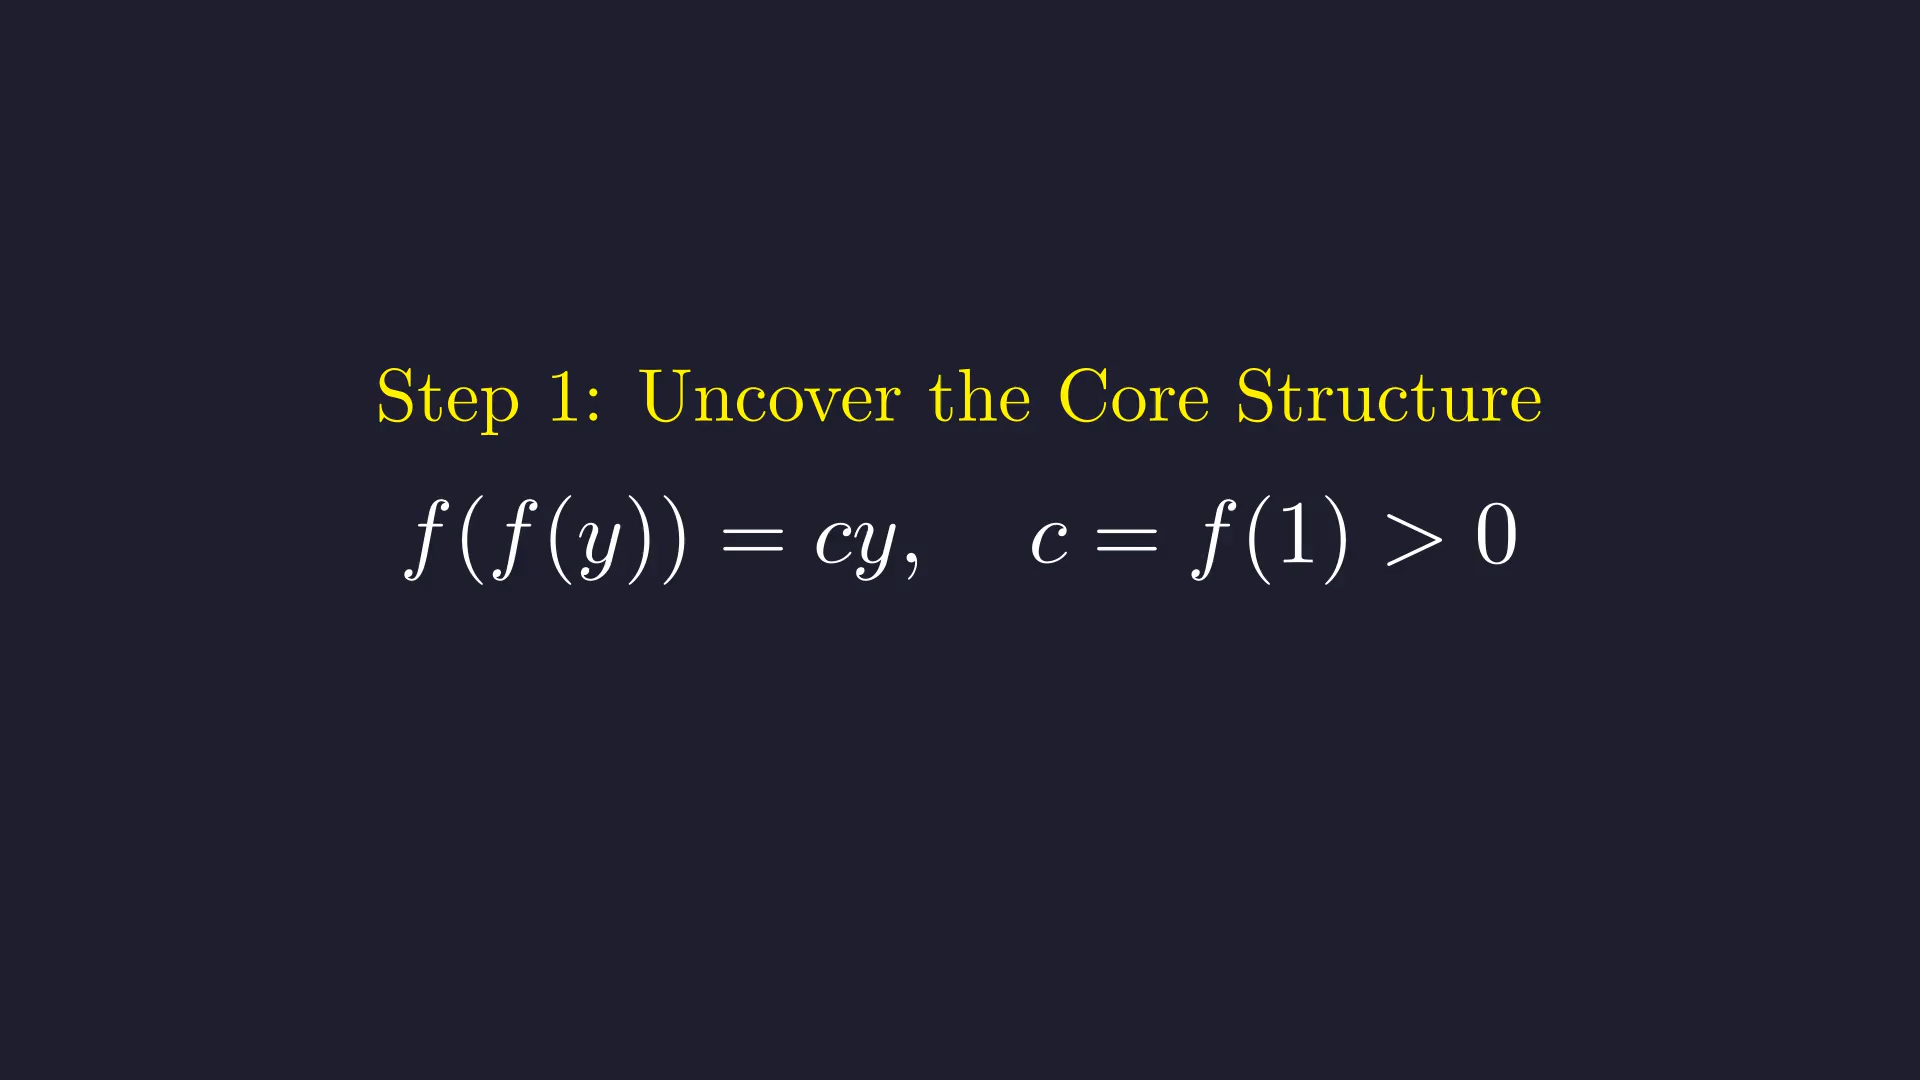 Step 1: Uncover the Core Structure
f(f(y)) = cy, c = f(1) > 0